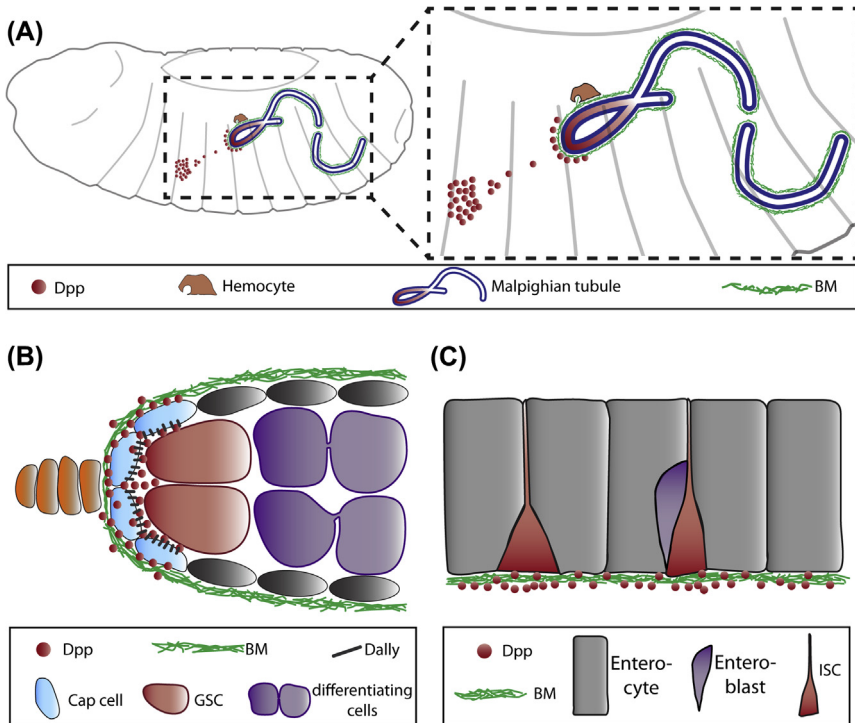 (A)
Dpp
Hemocyte
Malpighian tubule
BM
(B)
Dpp
BM
Dally
Cap cell
GSC
differentiating
cells
(C)
Dpp
BM
Entero-
cyte
Entero-
blast
ISC